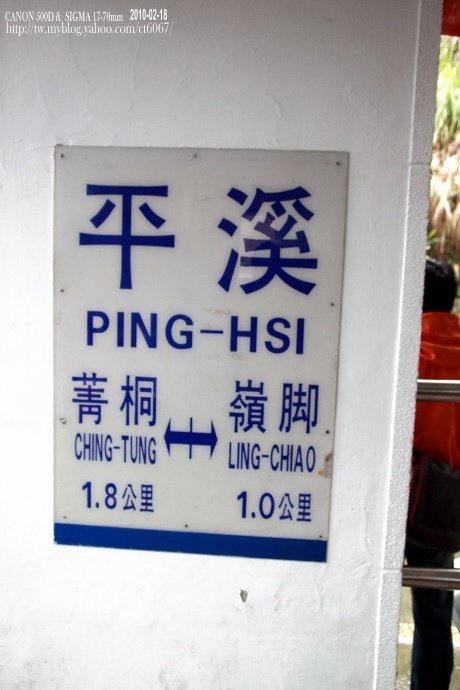 CANON 500D & SIGMA 17-70mm 2010-02-18
http://tw.myblog.yahoo.com/ct6067/
平溪
PING-HSI
菁桐 嶺脚
CHING-TUNG LING-CHIAO
1.8公里 1.0公里